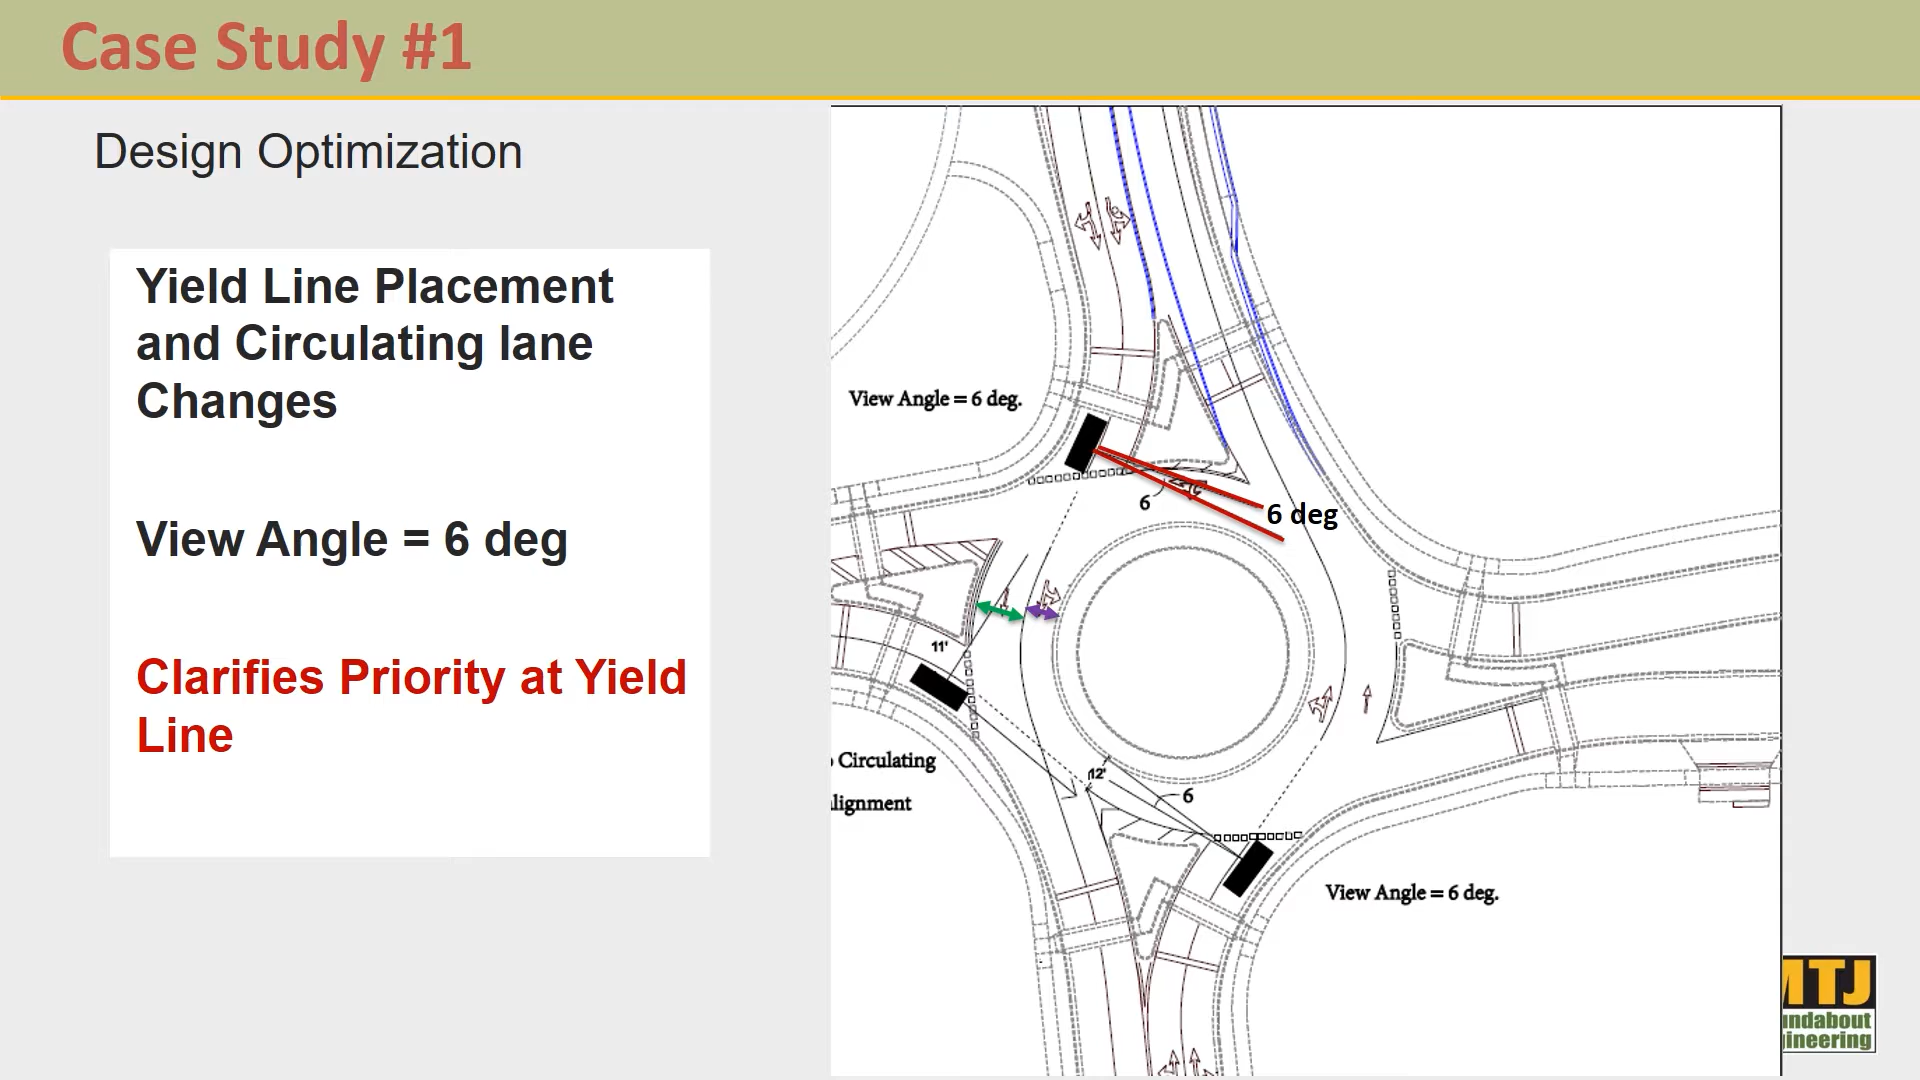 Case Study #1
Design Optimization
Yield Line Placement
and Circulating lane
Changes
View Angle = 6 deg
Clarifies Priority at Yield
Line
View Angle = 6 deg.
6
6 deg
11'
Circulating
lignment
12'
6
View Angle = 6 deg.
MTJ
undabout
gineering